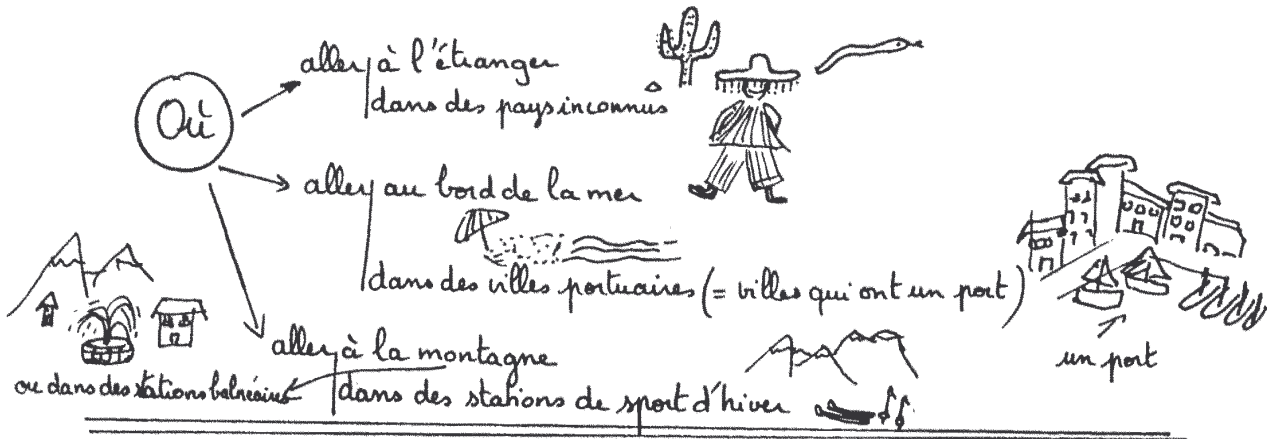 Où
aller à l'étranger
dans des pays inconnus
aller au bord de la mer
dans des villes portuaires (= villes qui ont un port)
un port
aller à la montagne
ou dans des stations balnéaires
dans des stations de sport d'hiver